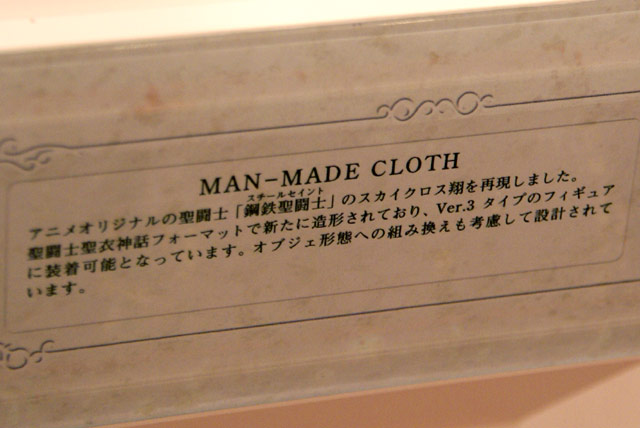 MAN-MADE CLOTH
スチールセイント
アニメオリジナルの聖闘士「鋼鉄聖闘士」のスカイクロス翔を再現しました。
聖闘士聖衣神話フォーマットで新たに造形されており、Ver.3 タイプのフィギュア
に装着可能となっています。オブジェ形態への組み換えも考慮して設計されて
います。